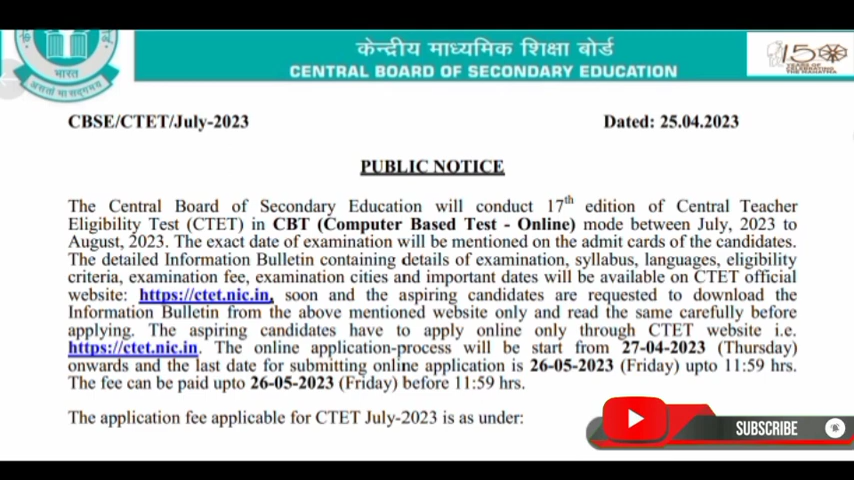 केन्द्रीय माध्यमिक शिक्षा बोर्ड
CENTRAL BOARD OF SECONDARY EDUCATION
150
YEARS OF
CELEBRATING
THE MAHATMA
भारत
असतो मा सद्गमय
CBSE/CTET/July-2023 Dated: 25.04.2023
PUBLIC NOTICE
The Central Board of Secondary Education will conduct 17th edition of Central Teacher
Eligibility Test (CTET) in CBT (Computer Based Test - Online) mode between July, 2023 to
August, 2023. The exact date of examination will be mentioned on the admit cards of the candidates.
The detailed Information Bulletin containing details of examination, syllabus, languages, eligibility
criteria, examination fee, examination cities and important dates will be available on CTET official
website: https://ctet.nic.in, soon and the aspiring candidates are requested to download the
Information Bulletin from the above mentioned website only and read the same carefully before
applying. The aspiring candidates have to apply online only through CTET website i.e.
https://ctet.nic.in. The online application-process will be start from 27-04-2023 (Thursday)
onwards and the last date for submitting online application is 26-05-2023 (Friday) upto 11:59 hrs.
The fee can be paid upto 26-05-2023 (Friday) before 11:59 hrs.
The application fee applicable for CTET July-2023 is as under:
SUBSCRIBE